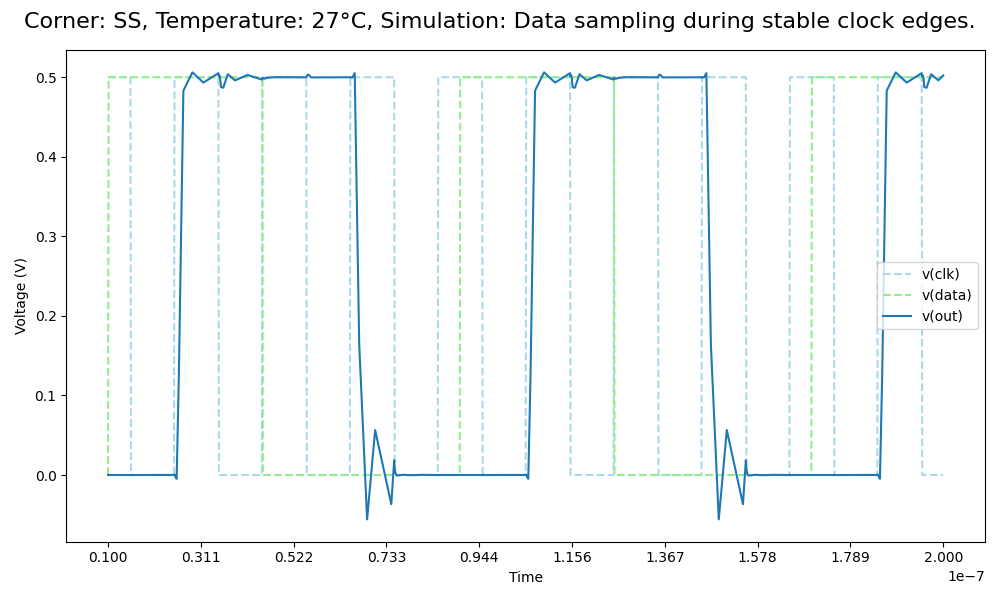 Corner: SS, Temperature: 27°C, Simulation: Data sampling during stable clock edges.
0.5
0.4
0.3
0.2
0.1
0.0
Voltage (V)
v(clk)
v(data)
v(out)
0.100 0.311 0.522 0.733 0.944 1.156 1.367 1.578 1.789 2.000
Time
1e−7